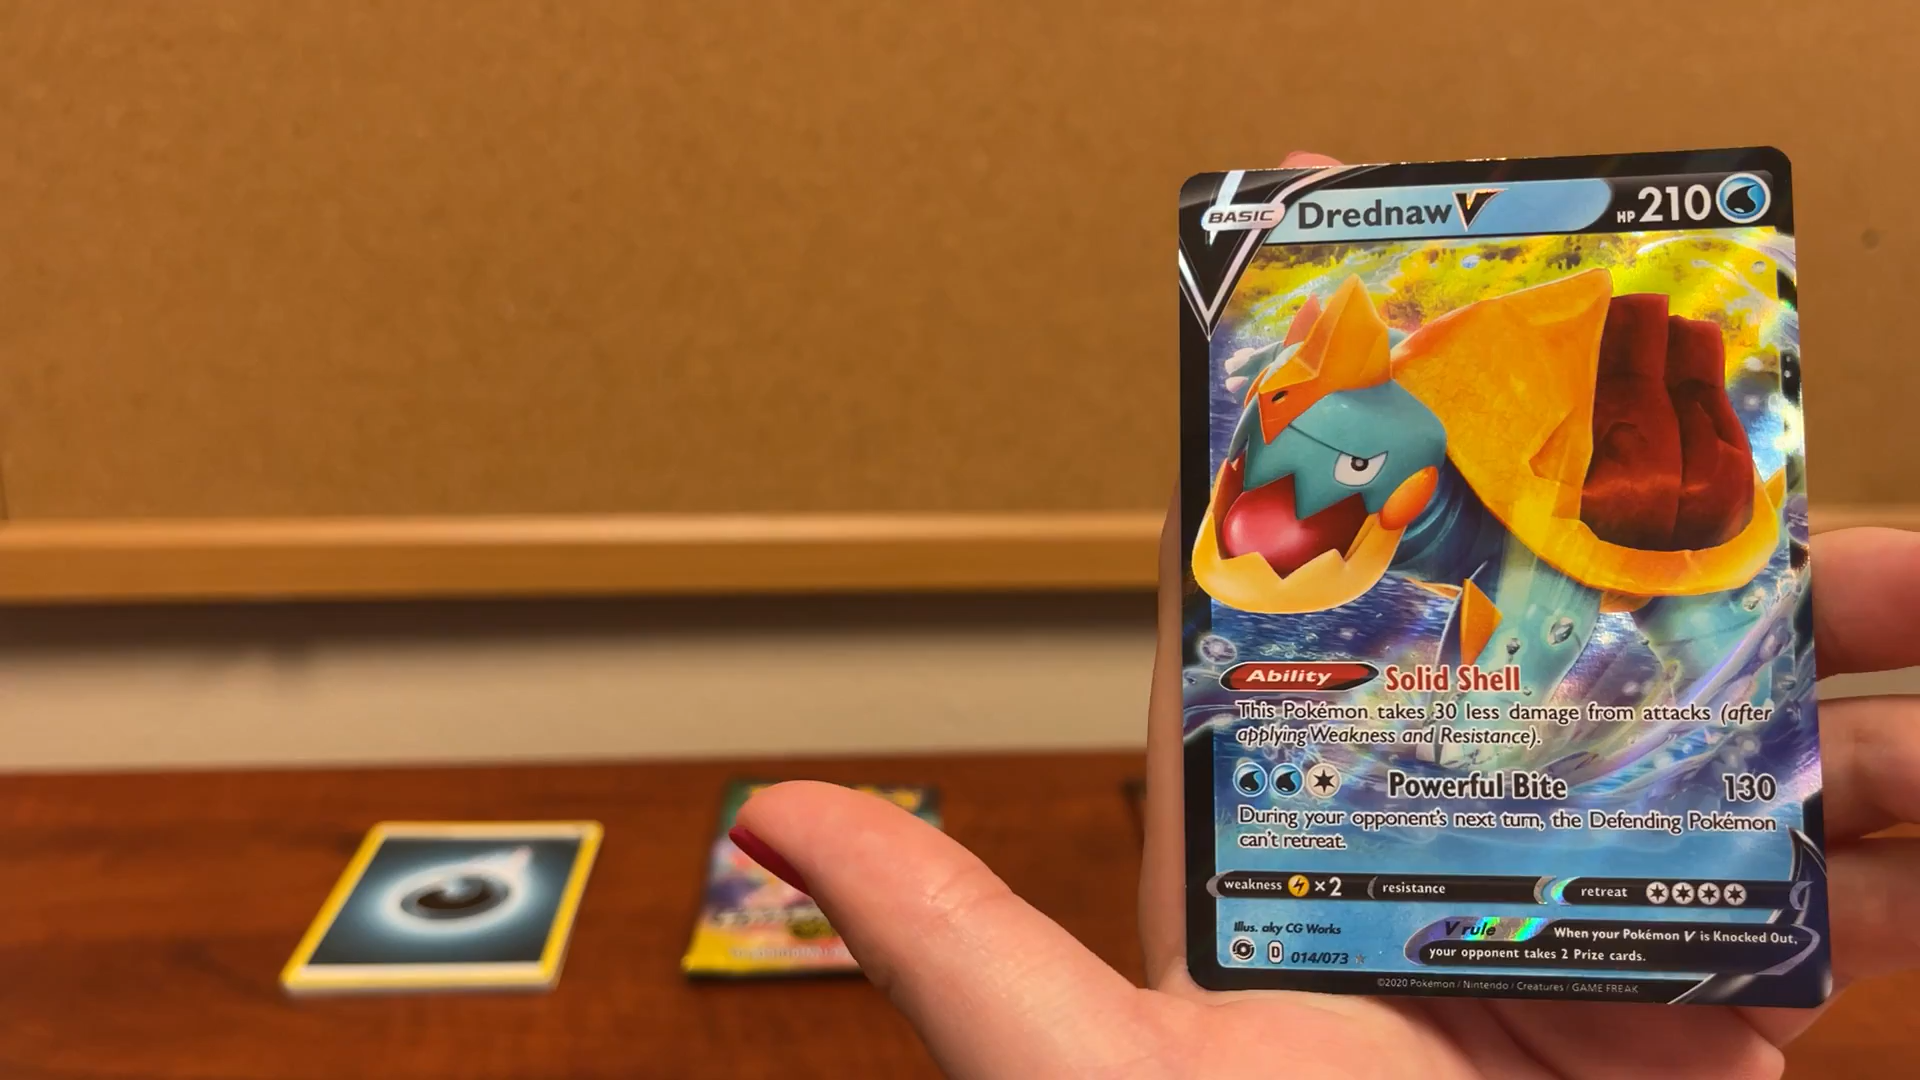 BASIC Drednaw V HP 210
Ability Solid Shell
This Pokémon takes 30 less damage from attacks (after
applying Weakness and Resistance).
Powerful Bite 130
During your opponent's next turn, the Defending Pokémon
can't retreat.
weakness ×2 resistance retreat
Illus. aky CG Works
V rule When your Pokémon V is Knocked Out,
your opponent takes 2 Prize cards.
D 014/073
©2020 Pokémon / Nintendo / Creatures / GAME FREAK